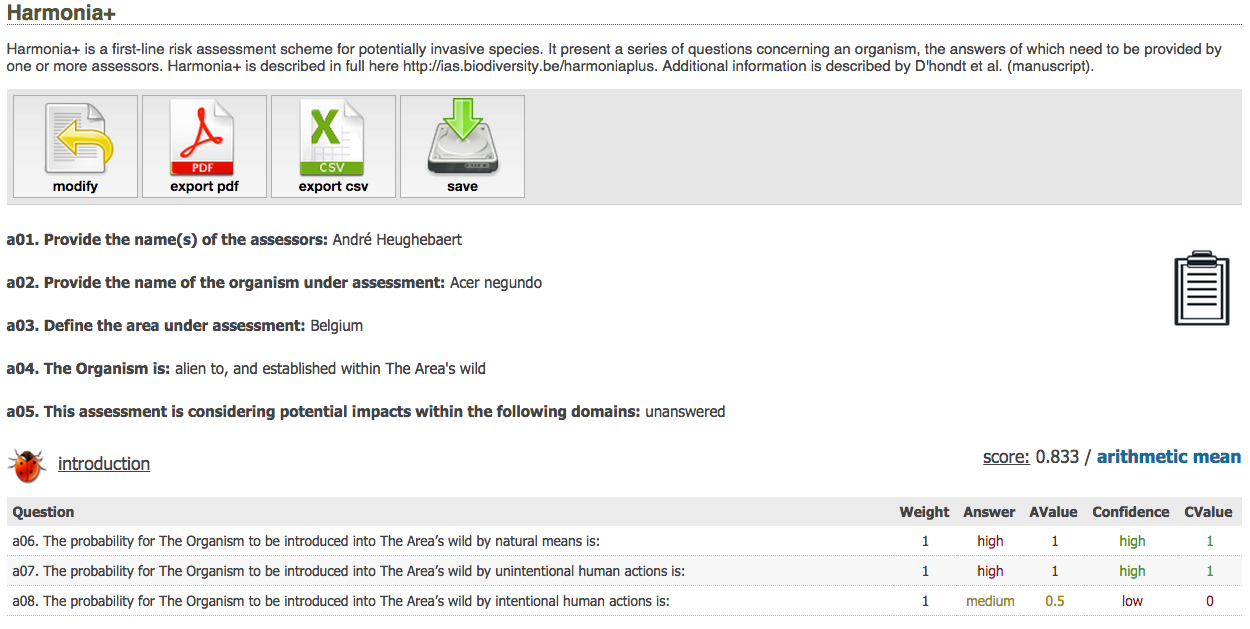 Harmonia+
Harmonia+ is a first-line risk assessment scheme for potentially invasive species. It present a series of questions concerning an organism, the answers of which need to be provided by
one or more assessors. Harmonia+ is described in full here http://ias.biodiversity.be/harmoniaplus. Additional information is described by D'hondt et al. (manuscript).
PDF CSV
modify export pdf export csv save
a01. Provide the name(s) of the assessors: André Heughebaert
a02. Provide the name of the organism under assessment: Acer negundo
a03. Define the area under assessment: Belgium
a04. The Organism is: alien to, and established within The Area's wild
a05. This assessment is considering potential impacts within the following domains: unanswered
introduction score: 0.833 / arithmetic mean
Question Weight Answer AValue Confidence CValue
a06. The probability for The Organism to be introduced into The Area’s wild by natural means is: 1 high 1 high 1
a07. The probability for The Organism to be introduced into The Area’s wild by unintentional human actions is: 1 high 1 high 1
a08. The probability for The Organism to be introduced into The Area’s wild by intentional human actions is: 1 medium 0.5 low 0